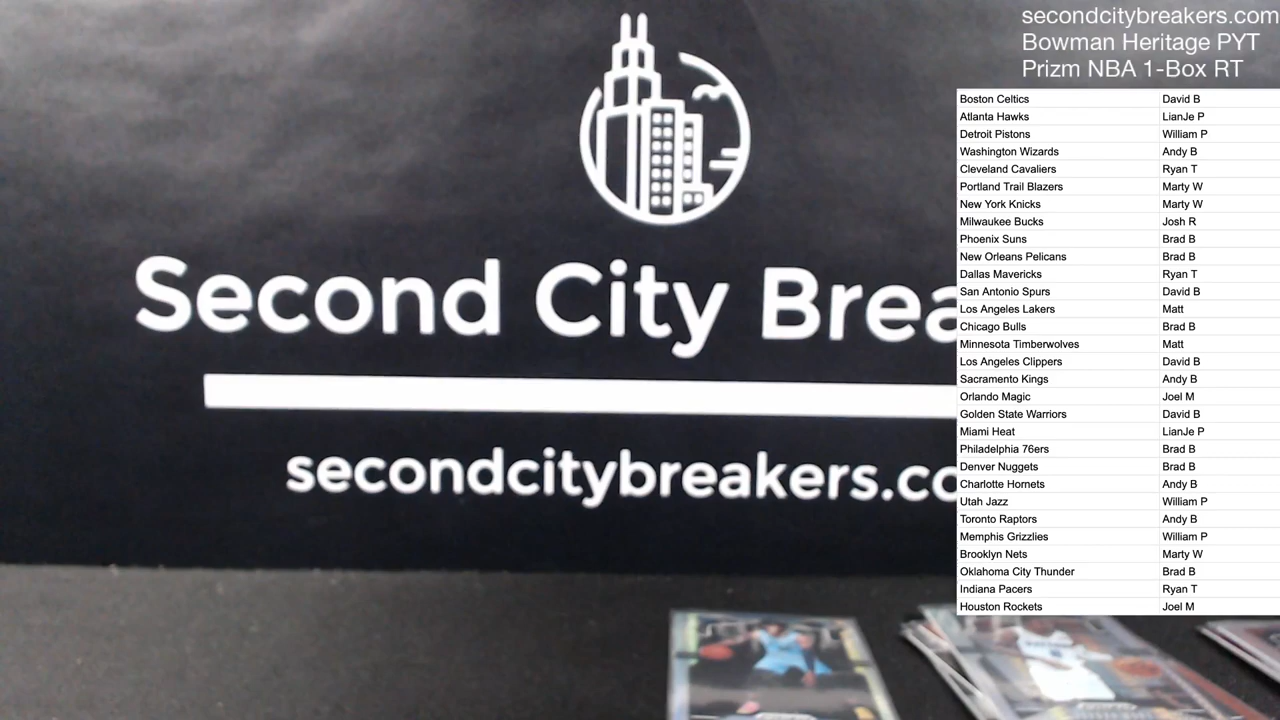 secondcitybreakers.com
Bowman Heritage PYT
Prizm NBA 1-Box RT
Second City Brea
secondcitybreakers.co
Boston Celtics David B
Atlanta Hawks LianJe P
Detroit Pistons William P
Washington Wizards Andy B
Cleveland Cavaliers Ryan T
Portland Trail Blazers Marty W
New York Knicks Marty W
Milwaukee Bucks Josh R
Phoenix Suns Brad B
New Orleans Pelicans Brad B
Dallas Mavericks Ryan T
San Antonio Spurs David B
Los Angeles Lakers Matt
Chicago Bulls Brad B
Minnesota Timberwolves Matt
Los Angeles Clippers David B
Sacramento Kings Andy B
Orlando Magic Joel M
Golden State Warriors David B
Miami Heat LianJe P
Philadelphia 76ers Brad B
Denver Nuggets Brad B
Charlotte Hornets Andy B
Utah Jazz William P
Toronto Raptors Andy B
Memphis Grizzlies William P
Brooklyn Nets Marty W
Oklahoma City Thunder Brad B
Indiana Pacers Ryan T
Houston Rockets Joel M